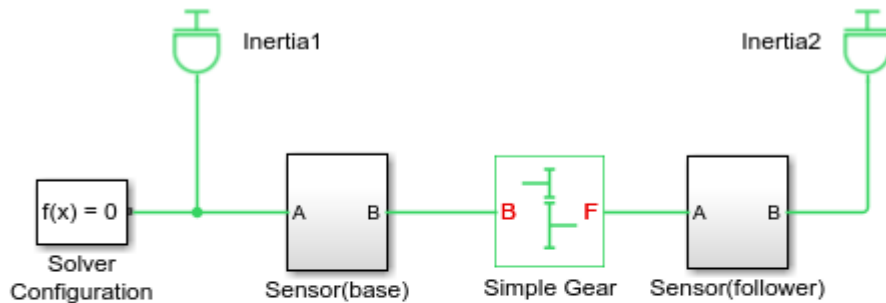 Inertia1
Inertia2
f(x) = 0
A
B
B
F
A
B
Solver
Configuration
Sensor(base)
Simple Gear
Sensor(follower)